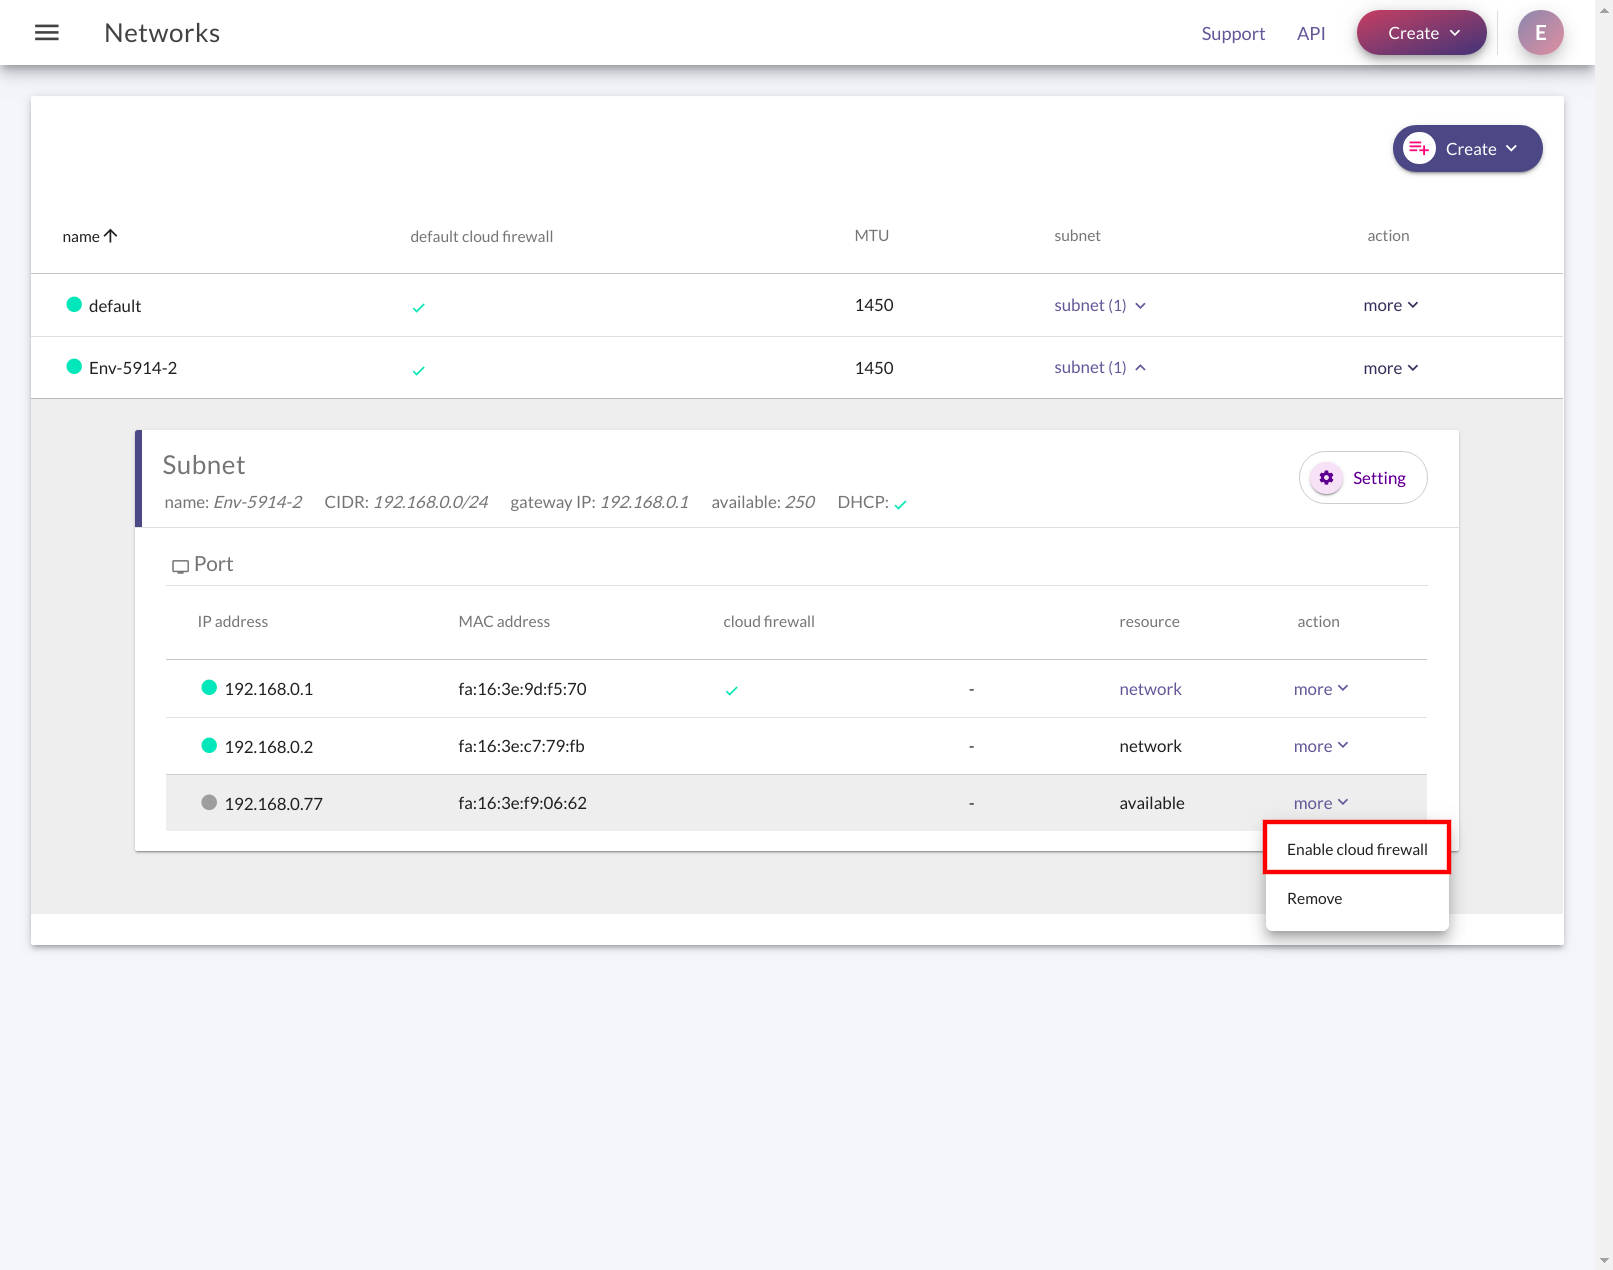 Networks
Support API Create E
Create
name default cloud firewall MTU subnet action
default 1450 subnet (1) more
Env-5914-2 1450 subnet (1) more
Subnet
Setting
name: Env-5914-2 CIDR: 192.168.0.0/24 gateway IP: 192.168.0.1 available: 250 DHCP:
Port
IP address MAC address cloud firewall resource action
192.168.0.1 fa:16:3e:9d:f5:70 - network more
192.168.0.2 fa:16:3e:c7:79:fb - network more
192.168.0.77 fa:16:3e:f9:06:62 - available more
Enable cloud firewall
Remove